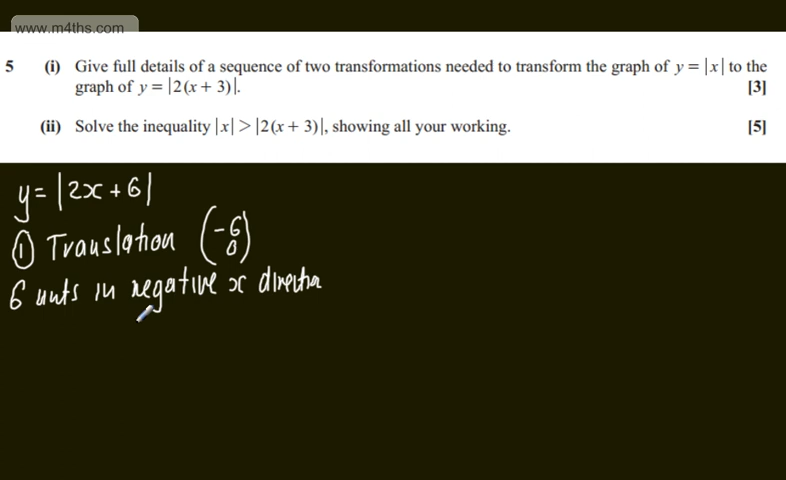 www.m4ths.com
5 (i) Give full details of a sequence of two transformations needed to transform the graph of y = |x| to the
graph of y = |2(x + 3)|. [3]
(ii) Solve the inequality |x| > |2(x + 3)|, showing all your working. [5]
y = |2x + 6|
① Translation (-6 0)
6 units in negative x direction